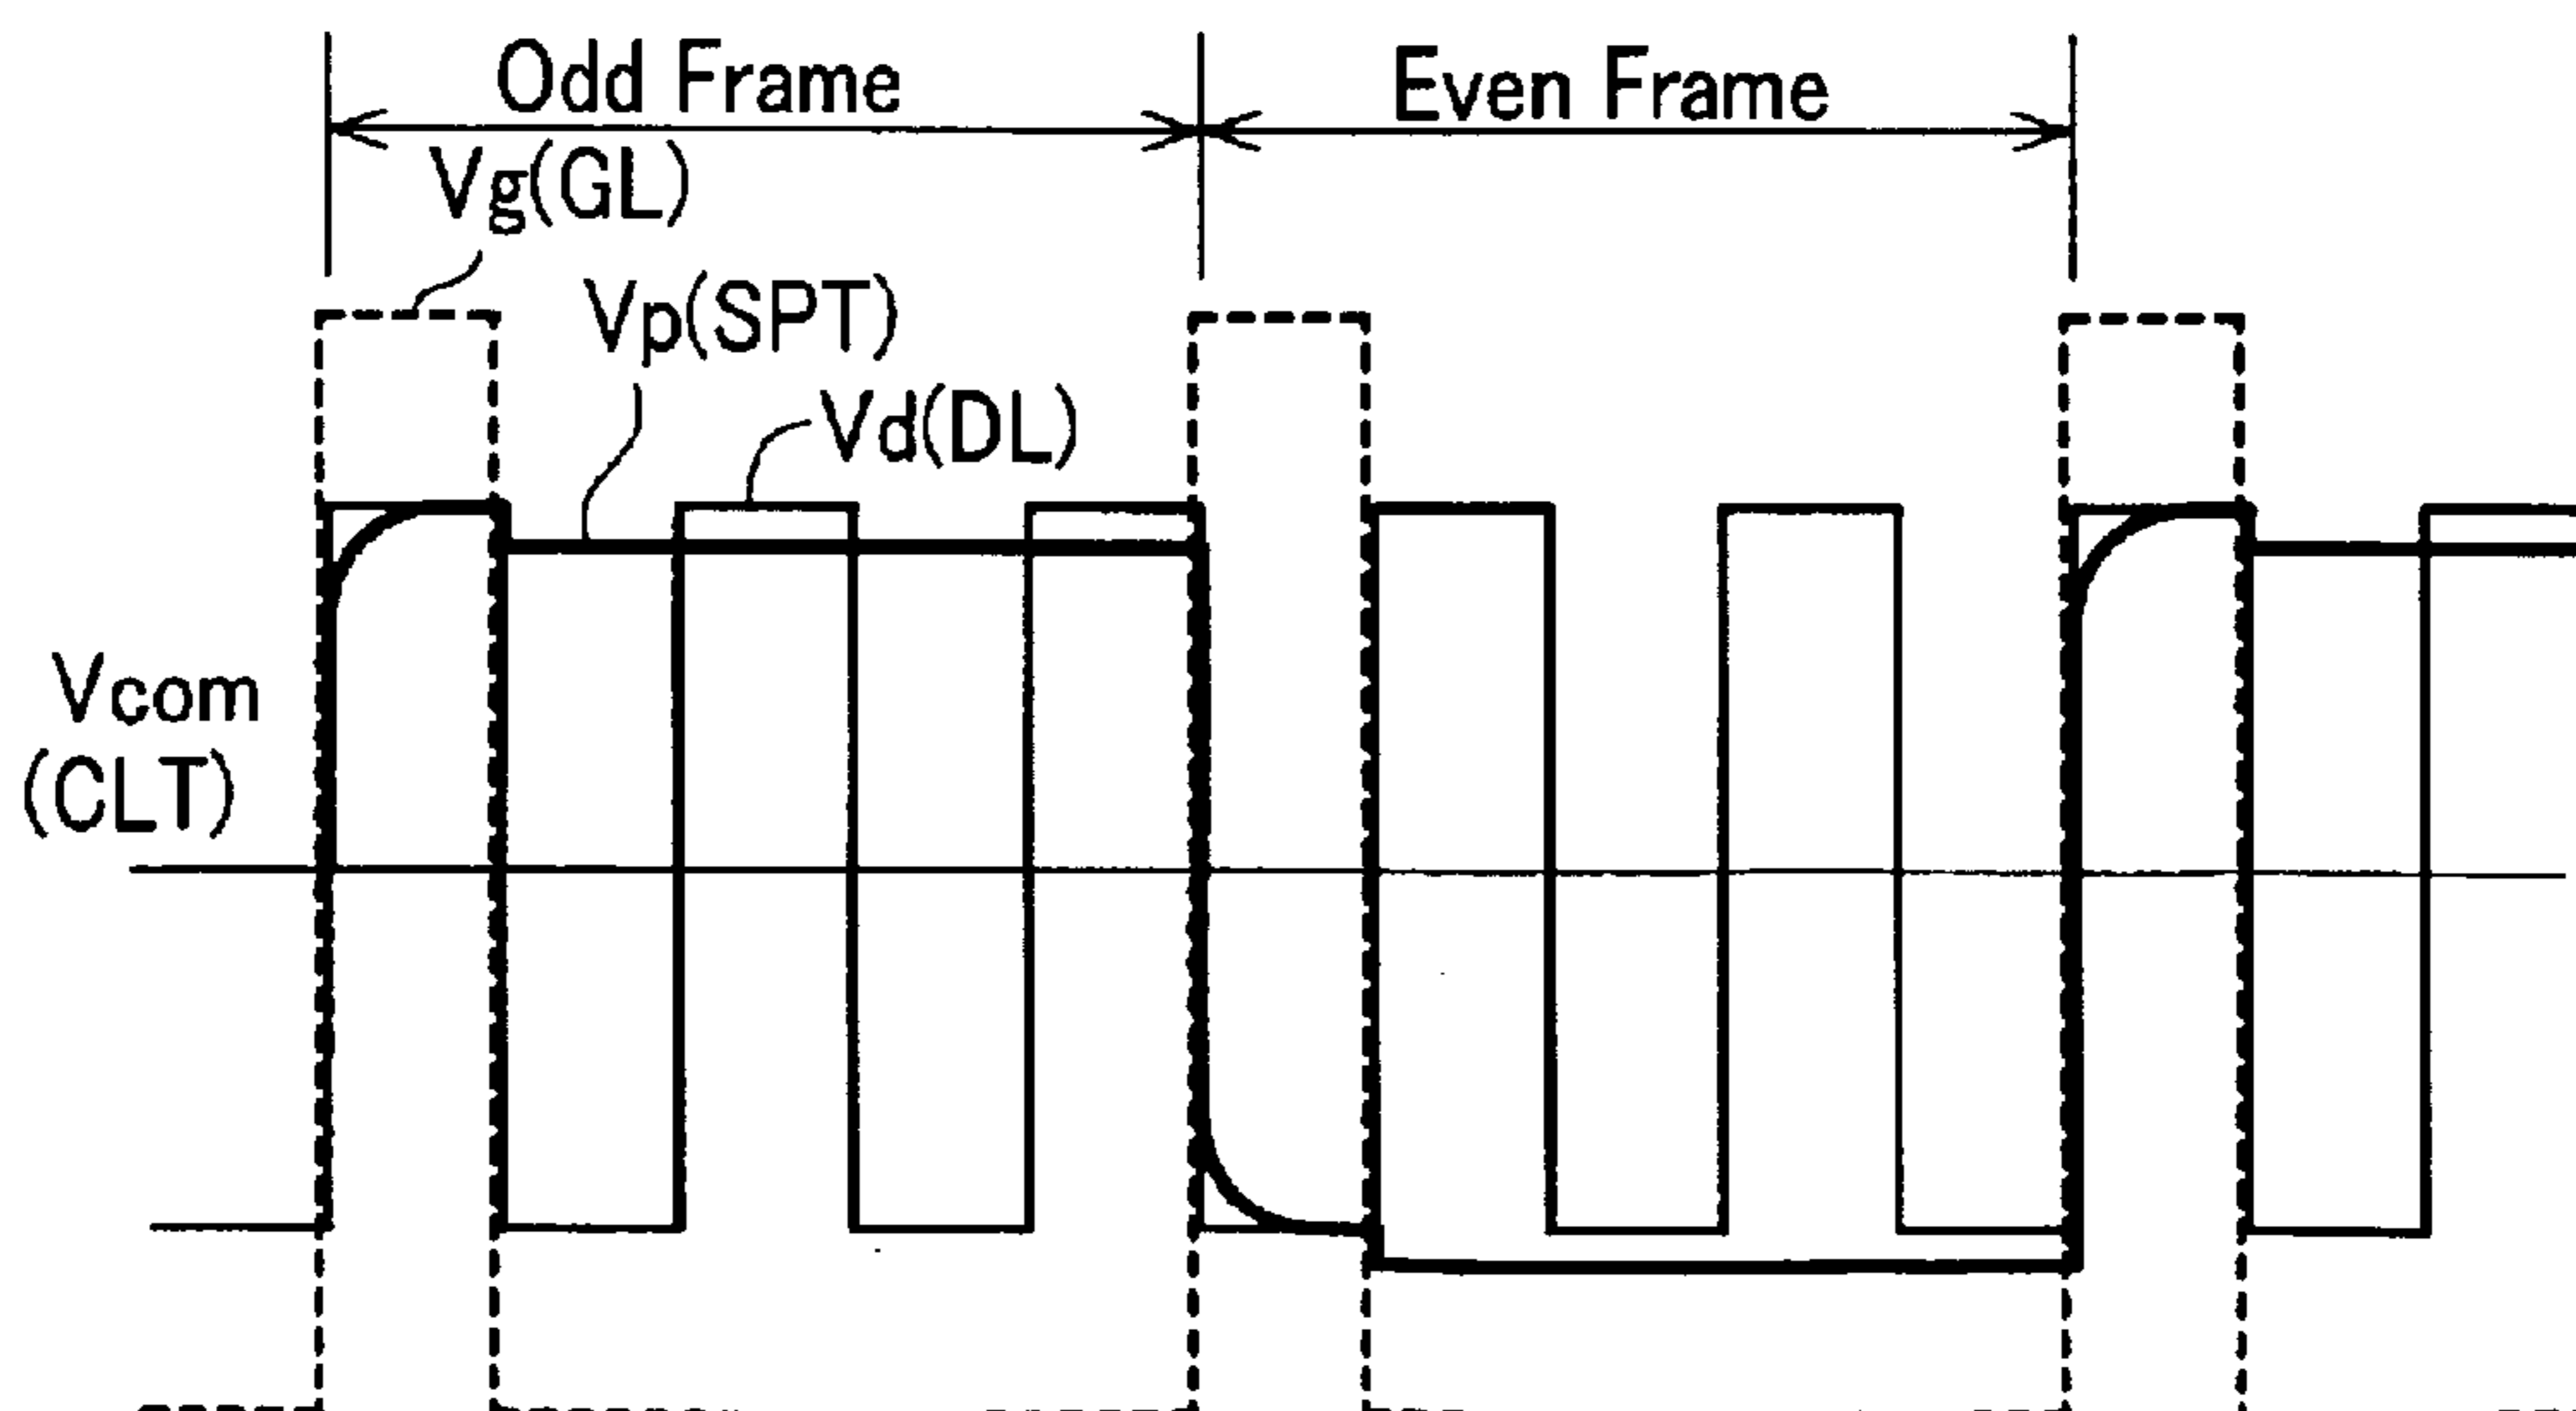 Odd Frame
Even Frame
Vg(GL)
Vp(SPT)
Vd(DL)
Vcom
(CLT)